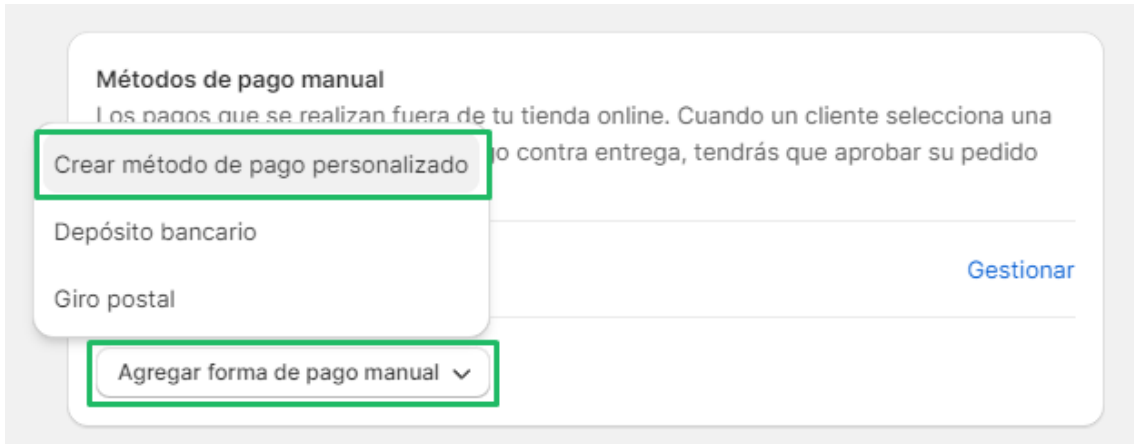 Métodos de pago manual
Los pagos que se realizan fuera de tu tienda online. Cuando un cliente selecciona una
Crear método de pago personalizado
contra entrega, tendrás que aprobar su pedido
Depósito bancario
Gestionar
Giro postal
Agregar forma de pago manual